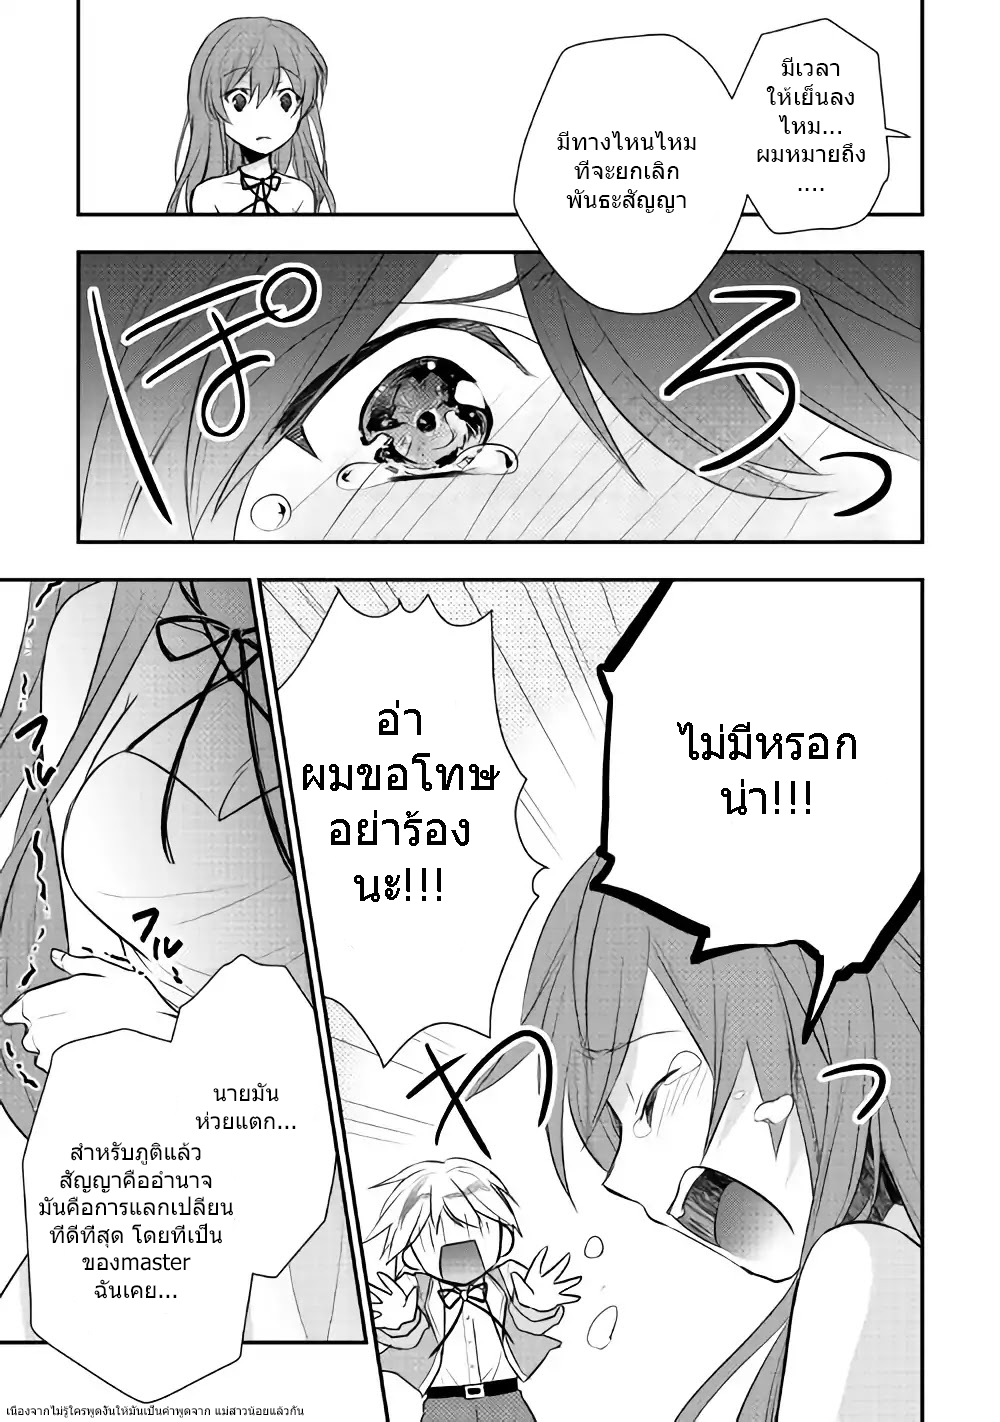 มีเวลา
ให้เย็นลง
ไหม...
ผมหมายถึง
....
มีทางไหนไหม
ที่จะยกเลิก
พันธะสัญญา
ぽ
ろっ
ไม่มีหรอก
น่า!!!
อ่า
ผมขอโทษ
อย่าร้อง
นะ!!!
わ
っ
プル
プル
นายมัน
ห่วยแตก...
สำหรับภูติแล้ว
สัญญาคืออำนาจ
มันคือการแลกเปลี่ยน
ที่ดีที่สุด โดยที่เป็น
ของmaster
ฉันเคย...
เนื่องจากไม่รู้ใครพูดงั้นให้มันเป็นคำพูดจาก แม่สาวน้อยแล้วกัน